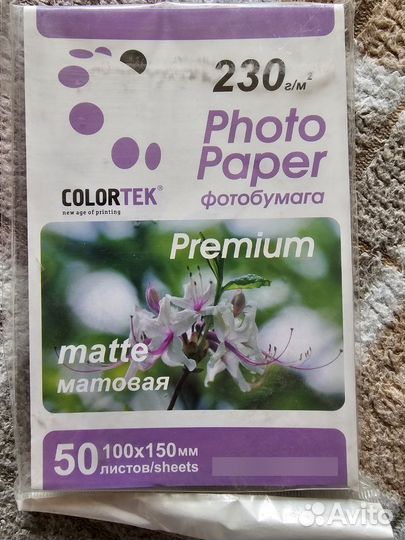 230 г/м²
Photo
Paper
фотобумага
COLORTEK®
new age of printing
Premium
matte
матовая
50 100x150мм
листов/sheets
Avito